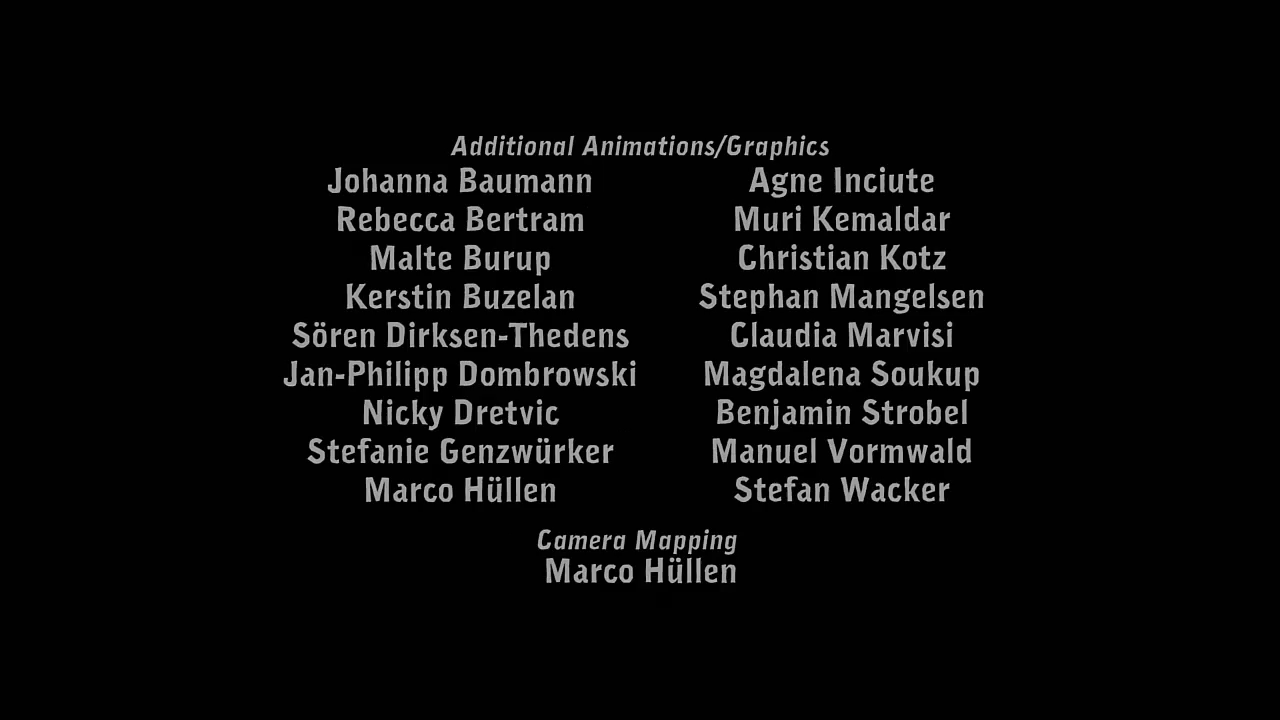 Additional Animations/Graphics
Johanna Baumann
Rebecca Bertram
Malte Burup
Kerstin Buzelan
Sören Dirksen-Thedens
Jan-Philipp Dombrowski
Nicky Dretvic
Stefanie Genzwürker
Marco Hüllen
Agne Inciute
Muri Kemaldar
Christian Kotz
Stephan Mangelsen
Claudia Marvisi
Magdalena Soukup
Benjamin Strobel
Manuel Vormwald
Stefan Wacker
Camera Mapping
Marco Hüllen